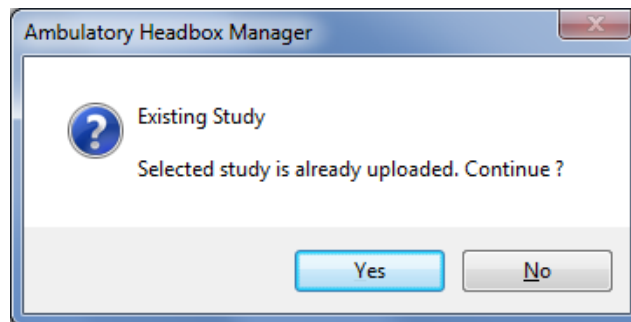 Ambulatory Headbox Manager
Existing Study
Selected study is already uploaded. Continue ?
Yes
No